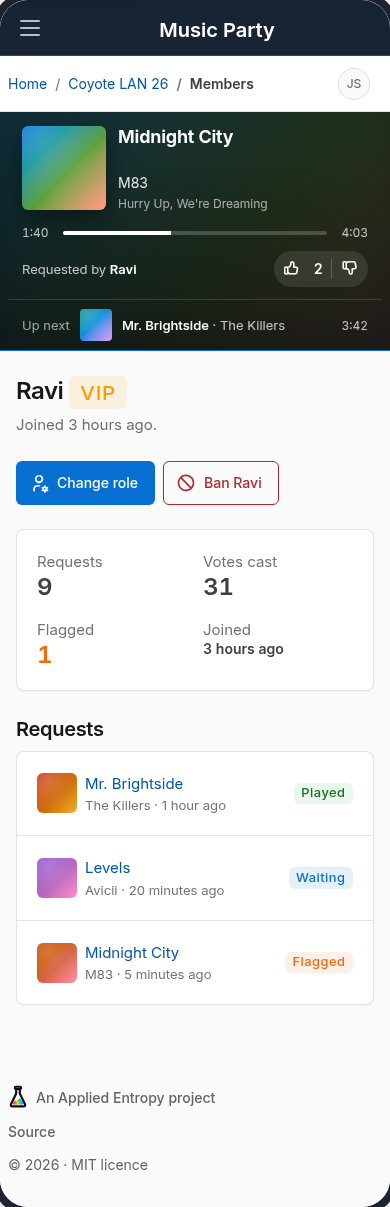 Music Party
Home / Coyote LAN 26 / Members
JS
Midnight City
M83
Hurry Up, We're Dreaming
1:40
4:03
Requested by Ravi
2
Up next
Mr. Brightside · The Killers
3:42
Ravi VIP
Joined 3 hours ago.
Change role
Ban Ravi
Requests
Votes cast
9
31
Flagged
Joined
1
3 hours ago
Requests
Mr. Brightside
The Killers · 1 hour ago
Played
Levels
Avicii · 20 minutes ago
Waiting
Midnight City
M83 · 5 minutes ago
Flagged
An Applied Entropy project
Source
© 2026 · MIT licence